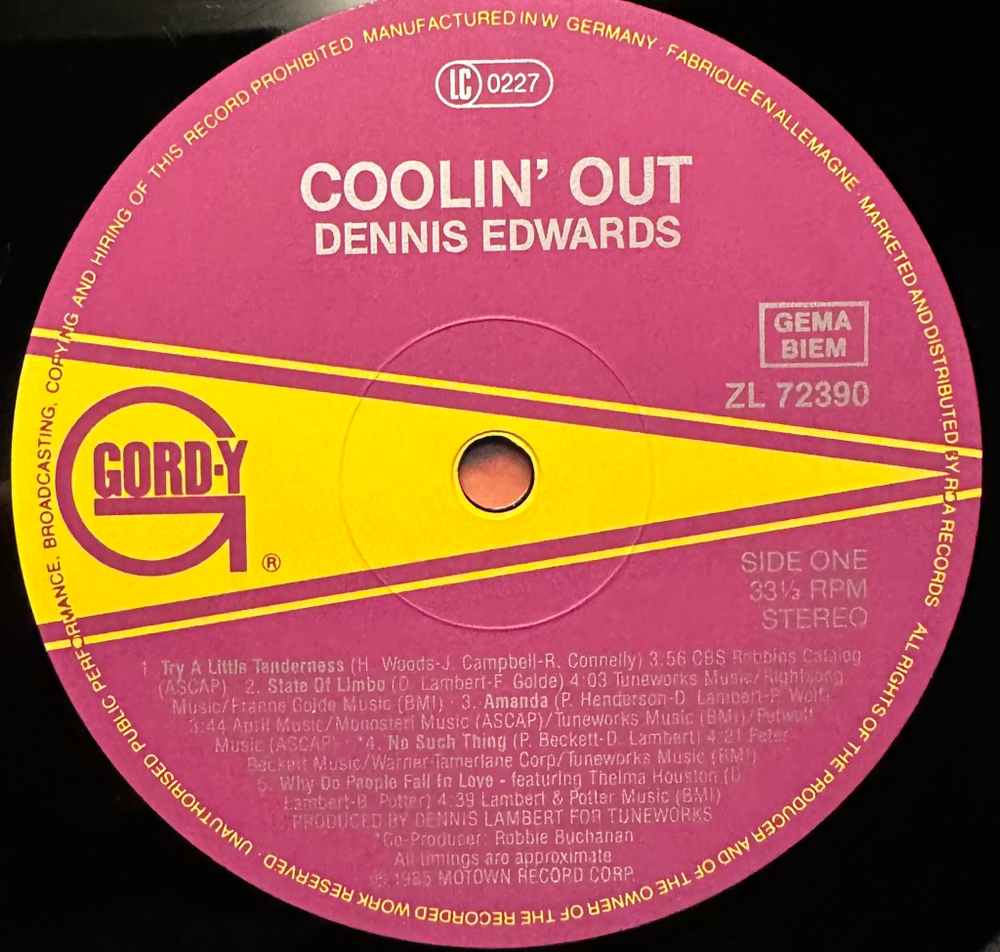 BROADCASTING, COPYING AND HIRING OF THIS RECORD PROHIBITED MANUFACTURED IN W. GERMANY · FABRIQUE EN ALLEMAGNE · MARKETED AND DISTRIBUTED BY RCA RECORDS
LC 0227
COOLIN' OUT
DENNIS EDWARDS
GEMA
BIEM
ZL 72390
GORD-Y
®
SIDE ONE
33⅓ RPM
STEREO
1. Try A Little Tenderness (H. Woods-J. Campbell-R. Connelly) 3:56 CBS Robbins Catalog
(ASCAP) · 2. State Of Limbo (D. Lambert-F. Golde) 4:03 Tuneworks Music/Rightsong
Music/Franne Golde Music (BMI) · 3. Amanda (P. Henderson-D. Lambert-P. Wolf)
3:44 April Music/Monosteri Music (ASCAP)/Tuneworks Music (BMI)/Petwolf
Music (ASCAP) · *4. No Such Thing (P. Beckett-D. Lambert) 4:21 Peter
Beckett Music/Warner-Tamerlane Corp/Tuneworks Music (BMI)
5. Why Do People Fall In Love - featuring Thelma Houston (D.
Lambert-B. Potter) 4:39 Lambert & Potter Music (BMI)
PRODUCED BY DENNIS LAMBERT FOR TUNEWORKS
*Co-Producer: Robbie Buchanan
All timings are approximate
℗ 1985 MOTOWN RECORD CORP.
ALL RIGHTS OF THE PRODUCER AND OF THE OWNER OF THE RECORDED WORK RESERVED · UNAUTHORISED PUBLIC PERFORMANCE,